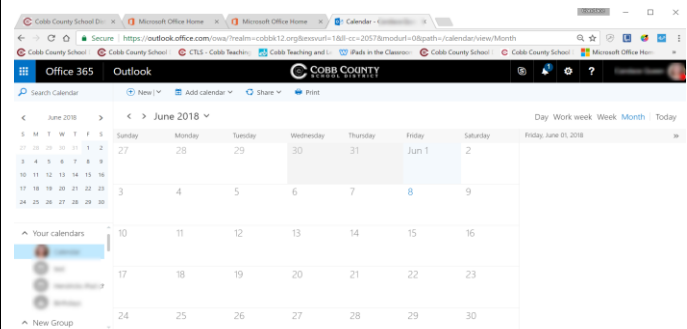 Cobb County School Dist × Microsoft Office Home × Microsoft Office Home × Calendar - ×
Secure https://outlook.office.com/owa/?realm=cobbk12.org&exsvurl=1&ll-cc=2057&modurl=0&path=/calendar/view/Month
Cobb County School Cobb County School CTLS - Cobb Teaching Cobb Teaching and Le iPads in the Classroom Cobb County School Cobb County School Microsoft Office Home »
Office 365 Outlook COBB COUNTY ?
SCHOOL DISTRICT
Search Calendar New Add calendar Share Print
June 2018
June 2018 Day Work week Week Month Today
S M T W T F S
Sunday Monday Tuesday Wednesday Thursday Friday Saturday Friday, June 01, 2018
27 28 29 30 31 1 2
3 4 5 6 7 8 9
10 11 12 13 14 15 16
17 18 19 20 21 22 23
24 25 26 27 28 29 30
27 28 29 30 31 Jun 1 2
3 4 5 6 7 8 9
10 11 12 13 14 15 16
17 18 19 20 21 22 23
24 25 26 27 28 29 30
Your calendars
New Group